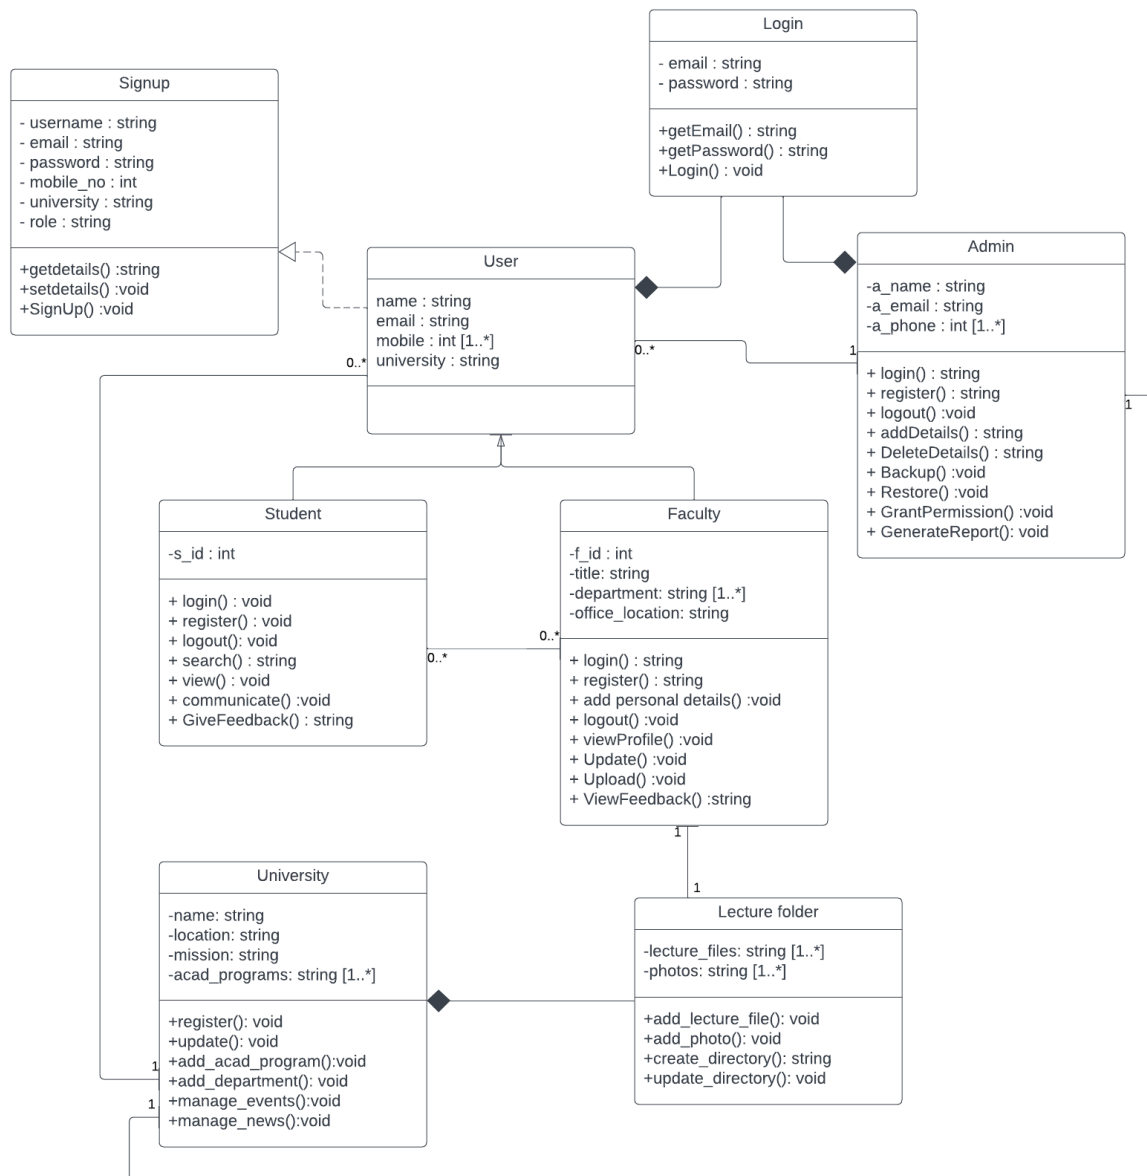 Login
- email : string
- password : string
+getEmail() : string
+getPassword() : string
+Login() : void
Signup
- username : string
- email : string
- password : string
- mobile_no : int
- university : string
- role : string
+getdetails() :string
+setdetails() :void
+SignUp() :void
User
name : string
email : string
mobile : int [1..*]
university : string
0..*
0..*
Admin
-a_name : string
-a_email : string
-a_phone : int [1..*]
1
+ login() : string
+ register() : string
+ logout() :void
+ addDetails() : string
+ DeleteDetails() : string
+ Backup() :void
+ Restore() :void
+ GrantPermission() :void
+ GenerateReport(): void
1
Student
-s_id : int
+ login() : void
+ register() : void
+ logout(): void
+ search() : string
+ view() : void
+ communicate() :void
+ GiveFeedback() : string
0..*
0..*
Faculty
-f_id : int
-title: string
-department: string [1..*]
-office_location: string
+ login() : string
+ register() : string
+ add personal details() :void
+ logout() :void
+ viewProfile() :void
+ Update() :void
+ Upload() :void
+ ViewFeedback() :string
1
1
University
-name: string
-location: string
-mission: string
-acad_programs: string [1..*]
+register(): void
+update(): void
+add_acad_program():void
+add_department(): void
+manage_events():void
+manage_news():void
1
1
Lecture folder
-lecture_files: string [1..*]
-photos: string [1..*]
+add_lecture_file(): void
+add_photo(): void
+create_directory(): string
+update_directory(): void